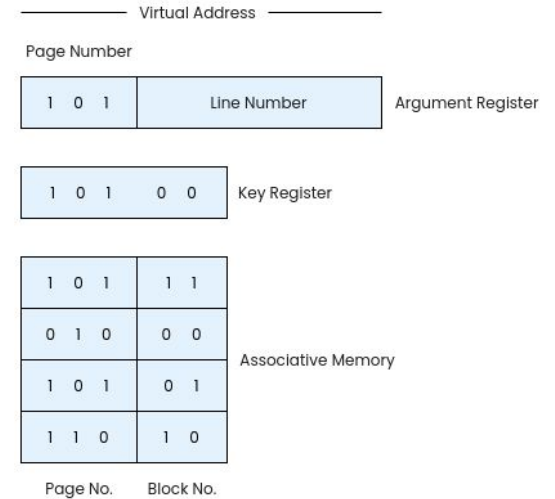 Virtual Address
Page Number
1 0 1 Line Number Argument Register
1 0 1 0 0 Key Register
1 0 1 1 1
0 1 0 0 0
Associative Memory
1 0 1 0 1
1 1 0 1 0
Page No. Block No.